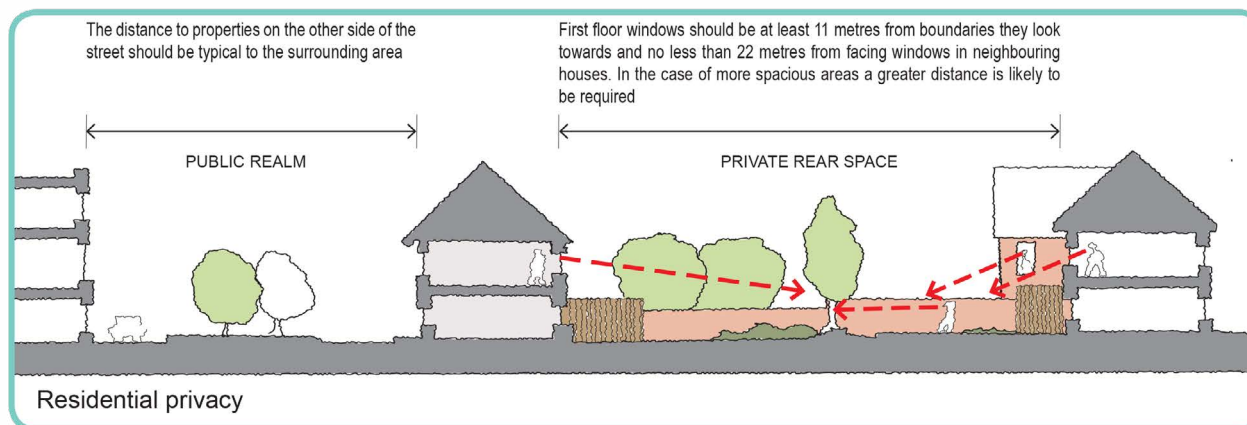 The distance to properties on the other side of the
street should be typical to the surrounding area
First floor windows should be at least 11 metres from boundaries they look
towards and no less than 22 metres from facing windows in neighbouring
houses. In the case of more spacious areas a greater distance is likely to
be required
PUBLIC REALM
PRIVATE REAR SPACE
Residential privacy